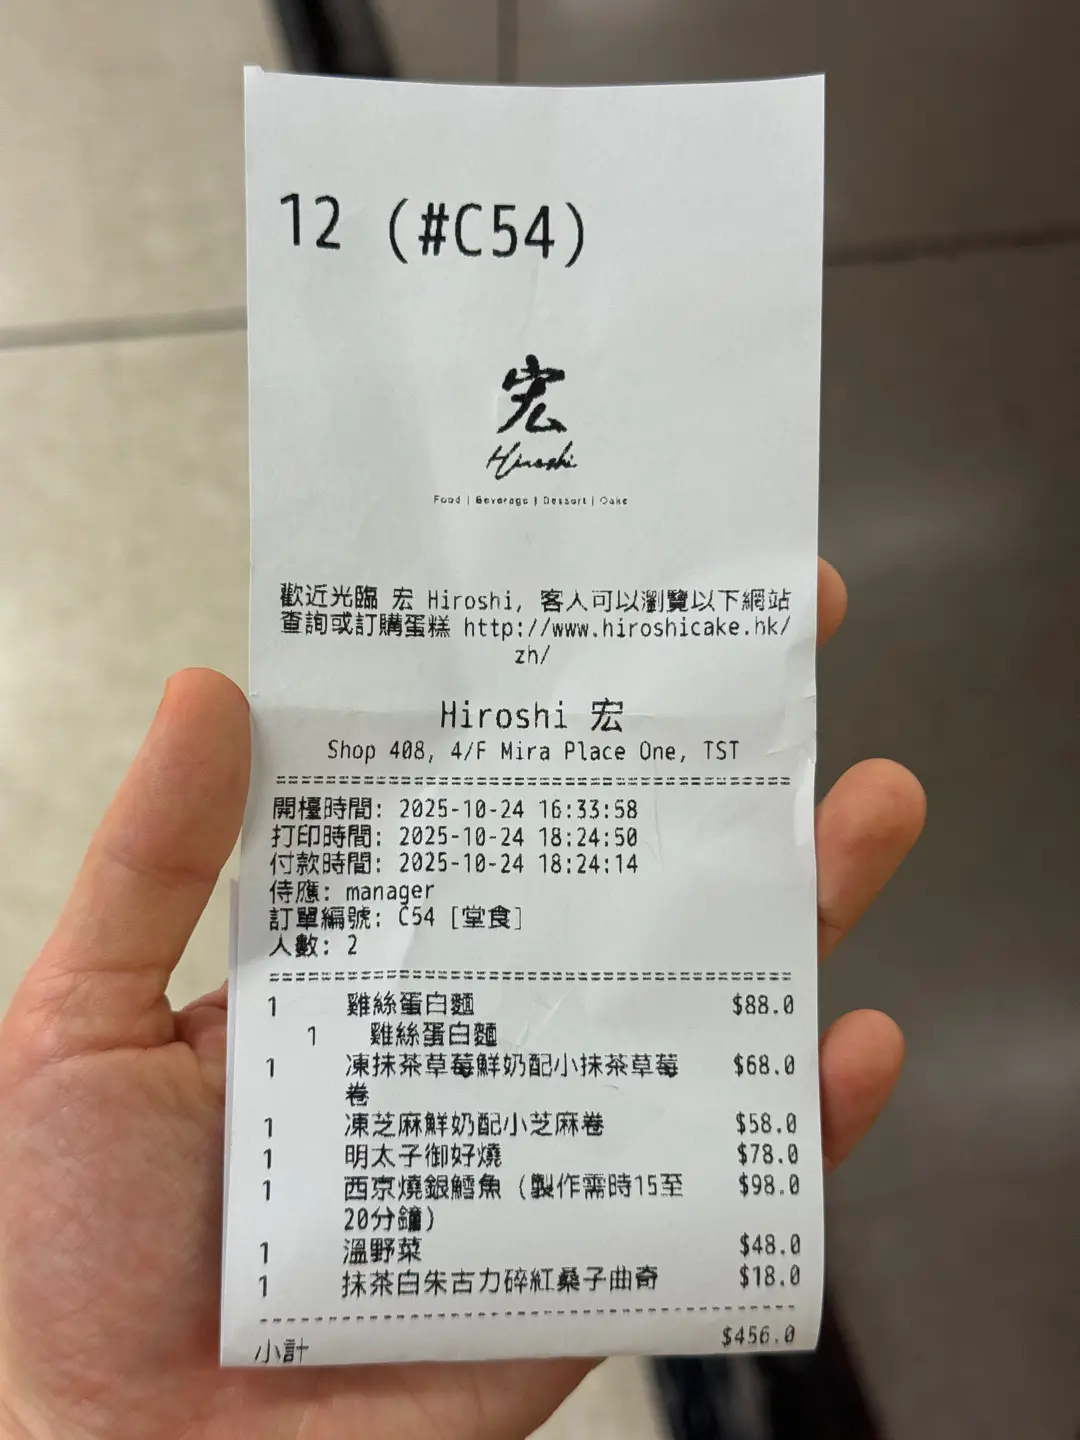 12 (#C54)
宏
Hiroshi
Food | Beverage | Dessert | Cake
歡迎光臨 宏 Hiroshi, 客人可以瀏覽以下網站
查詢或訂購蛋糕 http://www.hiroshicake.hk/
zh/
Hiroshi 宏
Shop 408, 4/F Mira Place One, TST
開檯時間: 2025-10-24 16:33:58
打印時間: 2025-10-24 18:24:50
付款時間: 2025-10-24 18:24:14
侍應: manager
訂單編號: C54 [堂食]
人數: 2
1 雞絲蛋白麵 $88.0
1 雞絲蛋白麵
1 凍抹茶草莓鮮奶配小抹茶草莓 $68.0
卷
1 凍芝麻鮮奶配小芝麻卷 $58.0
1 明太子御好燒 $78.0
1 西京燒銀鱈魚 (製作需時15至 $98.0
20分鐘)
1 溫野菜 $48.0
1 抹茶白朱古力碎紅桑子曲奇 $18.0
小計 $456.0